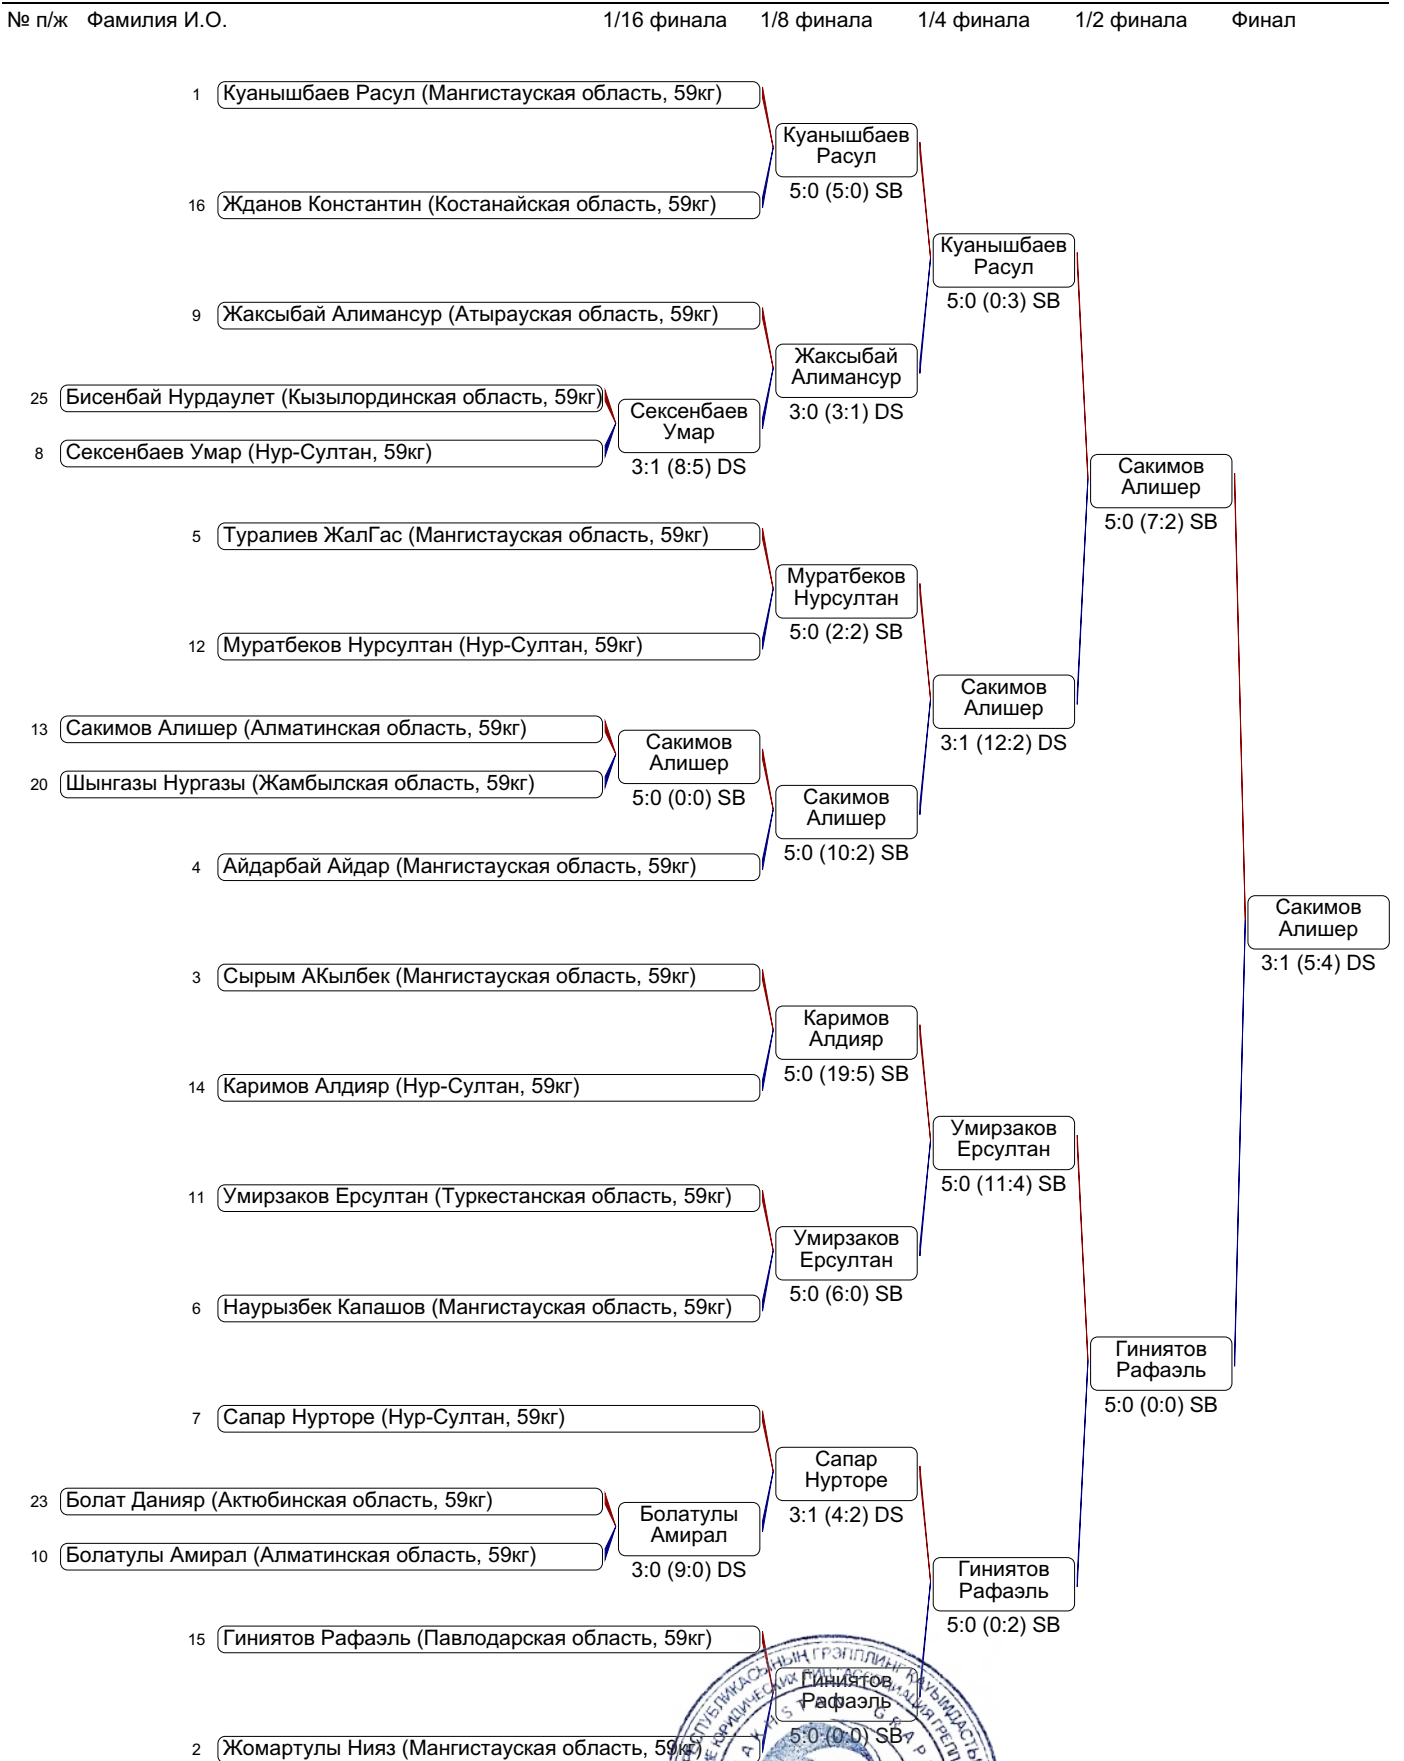 № п/ж Фамилия И.О. 1/16 финала 1/8 финала 1/4 финала 1/2 финала Финал
1 Куанышбаев Расул (Мангистауская область, 59кг)
Куанышбаев
Расул
5:0 (5:0) SB
16 Жданов Константин (Костанайская область, 59кг)
Куанышбаев
Расул
5:0 (0:3) SB
9 Жаксыбай Алимансур (Атырауская область, 59кг)
Жаксыбай
Алимансур
3:0 (3:1) DS
25 Бисенбай Нурдаулет (Кызылординская область, 59кг)
Сексенбаев
Умар
3:1 (8:5) DS
8 Сексенбаев Умар (Нур-Султан, 59кг)
Сакимов
Алишер
5:0 (7:2) SB
5 Туралиев ЖалГас (Мангистауская область, 59кг)
Муратбеков
Нурсултан
5:0 (2:2) SB
12 Муратбеков Нурсултан (Нур-Султан, 59кг)
Сакимов
Алишер
3:1 (12:2) DS
13 Сакимов Алишер (Алматинская область, 59кг)
Сакимов
Алишер
5:0 (0:0) SB
20 Шынгазы Нургазы (Жамбылская область, 59кг)
Сакимов
Алишер
5:0 (10:2) SB
4 Айдарбай Айдар (Мангистауская область, 59кг)
Сакимов
Алишер
3:1 (5:4) DS
3 Сырым АКылбек (Мангистауская область, 59кг)
Каримов
Алдияр
5:0 (19:5) SB
14 Каримов Алдияр (Нур-Султан, 59кг)
Умирзаков
Ерсултан
5:0 (11:4) SB
11 Умирзаков Ерсултан (Туркестанская область, 59кг)
Умирзаков
Ерсултан
5:0 (6:0) SB
6 Наурызбек Капашов (Мангистауская область, 59кг)
Гиниятов
Рафаэль
5:0 (0:0) SB
7 Сапар Нурторе (Нур-Султан, 59кг)
Сапар
Нурторе
3:1 (4:2) DS
23 Болат Данияр (Актюбинская область, 59кг)
Болатулы
Амирал
3:0 (9:0) DS
10 Болатулы Амирал (Алматинская область, 59кг)
Гиниятов
Рафаэль
5:0 (0:2) SB
15 Гиниятов Рафаэль (Павлодарская область, 59кг)
Гиниятов
Рафаэль
5:0 (0:0) SB
2 Жомартулы Нияз (Мангистауская область, 59кг)